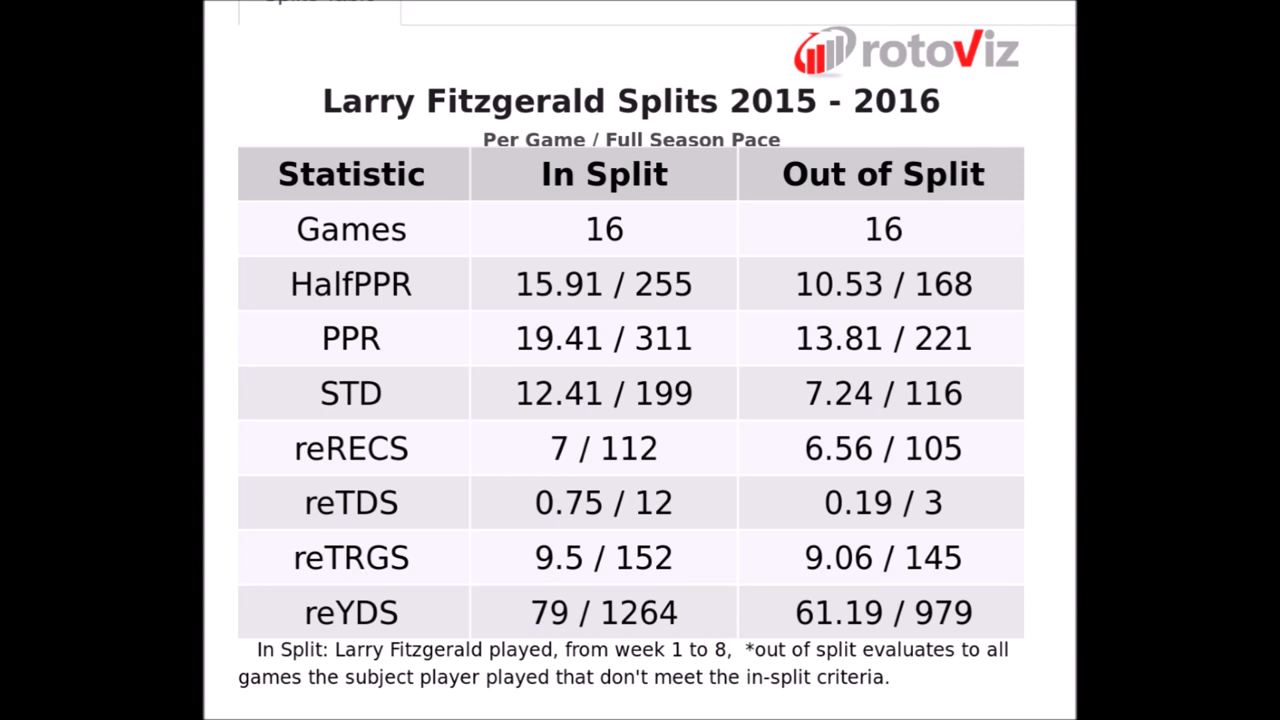 Splits Table
rotoViz
Larry Fitzgerald Splits 2015 - 2016
Per Game / Full Season Pace
Statistic In Split Out of Split
Games 16 16
HalfPPR 15.91 / 255 10.53 / 168
PPR 19.41 / 311 13.81 / 221
STD 12.41 / 199 7.24 / 116
reRECS 7 / 112 6.56 / 105
reTDS 0.75 / 12 0.19 / 3
reTRGS 9.5 / 152 9.06 / 145
reYDS 79 / 1264 61.19 / 979
In Split: Larry Fitzgerald played, from week 1 to 8, *out of split evaluates to all
games the subject player played that don't meet the in-split criteria.